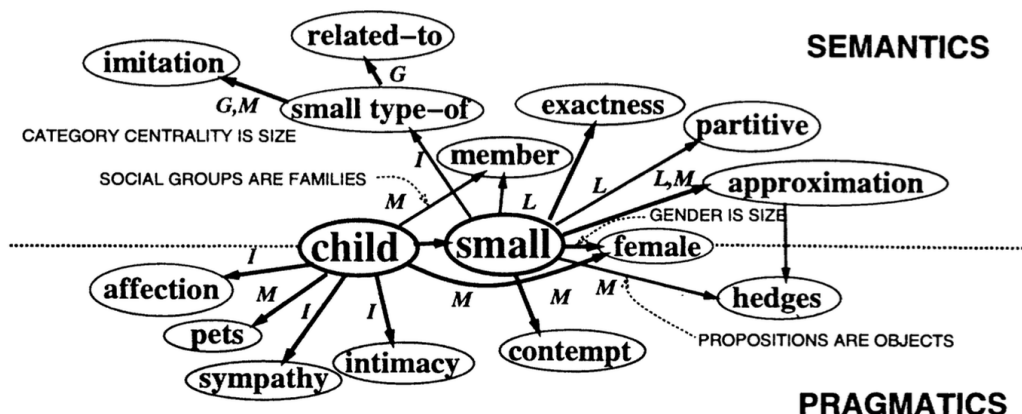 related-to
SEMANTICS
imitation
G
G,M
small type-of
exactness
partitive
CATEGORY CENTRALITY IS SIZE
I
member
SOCIAL GROUPS ARE FAMILIES
M
L
L
L,M
approximation
GENDER IS SIZE
child
small
female
I
affection
M
I
I
M
M
M
hedges
pets
PROPOSITIONS ARE OBJECTS
sympathy
intimacy
contempt
PRAGMATICS